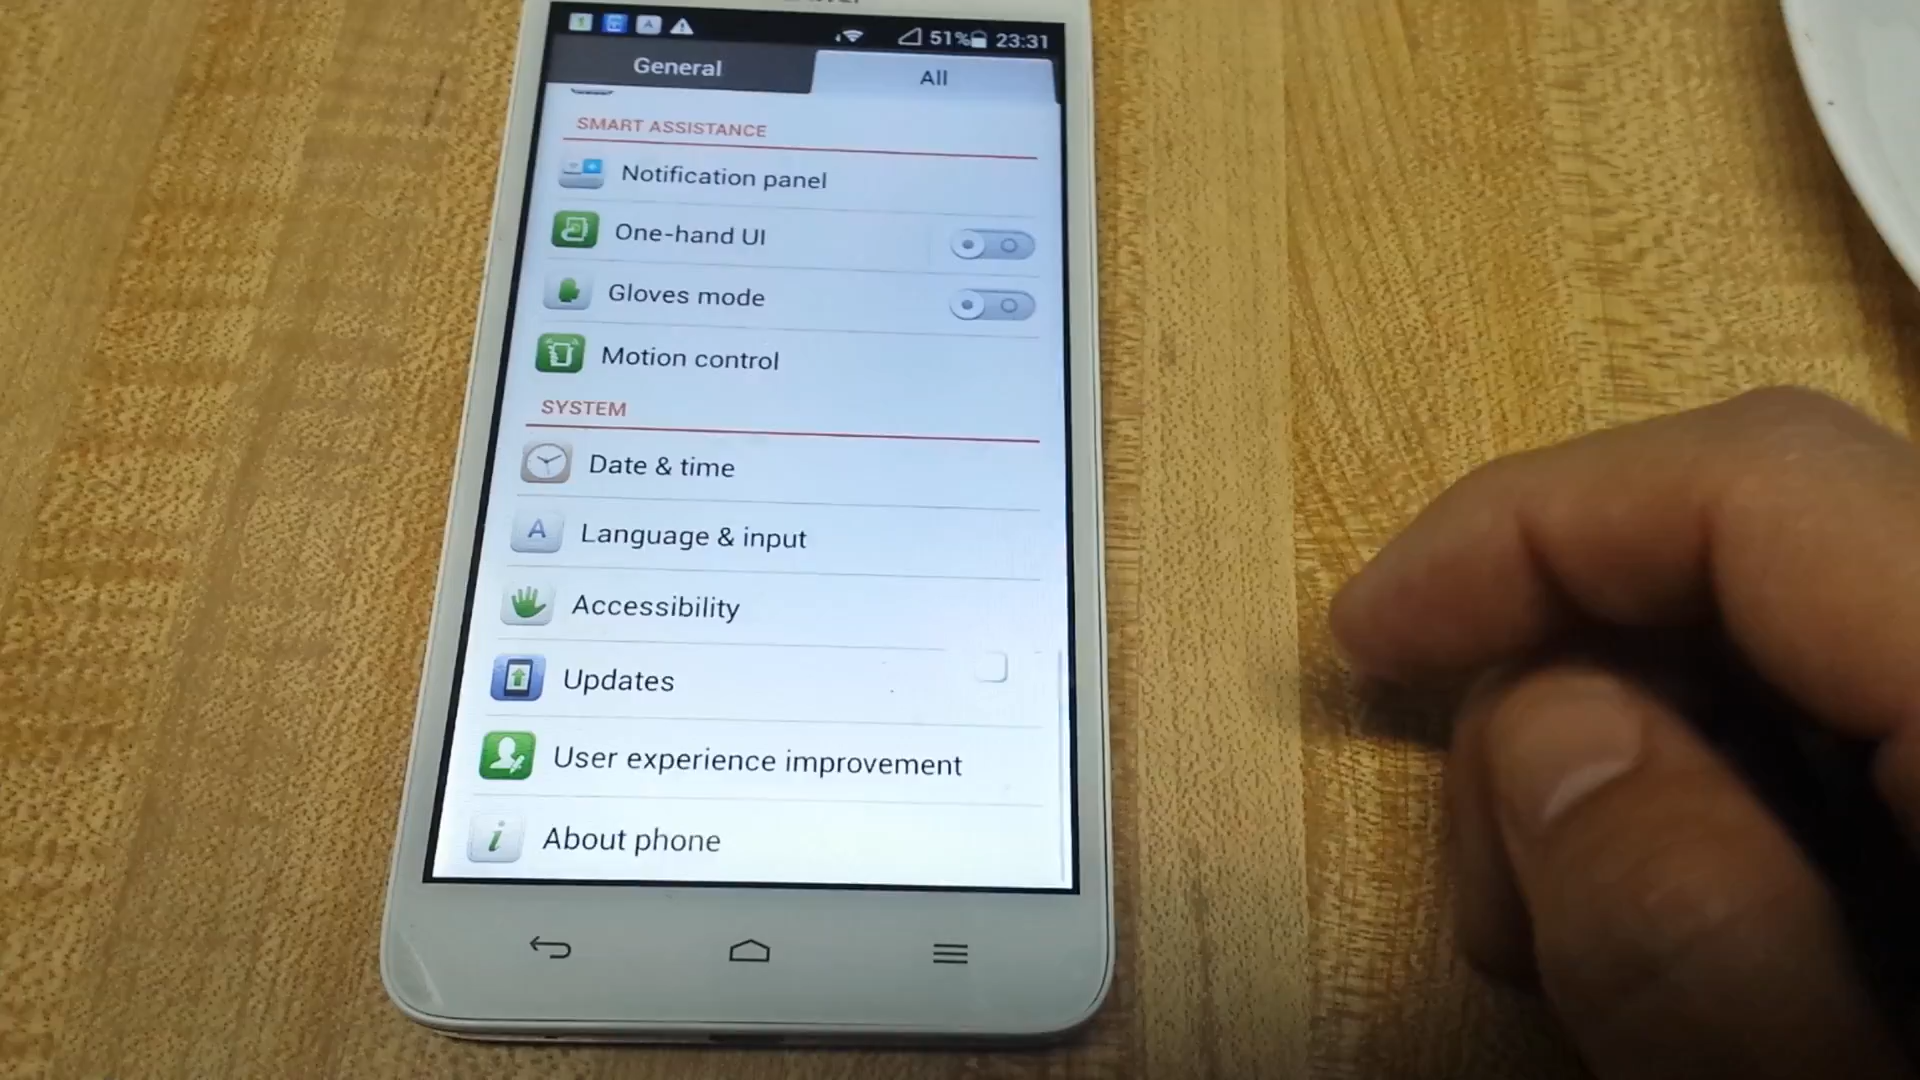 51% 23:31
General All
SMART ASSISTANCE
Notification panel
One-hand UI
Gloves mode
Motion control
SYSTEM
Date & time
A Language & input
Accessibility
Updates
User experience improvement
i About phone